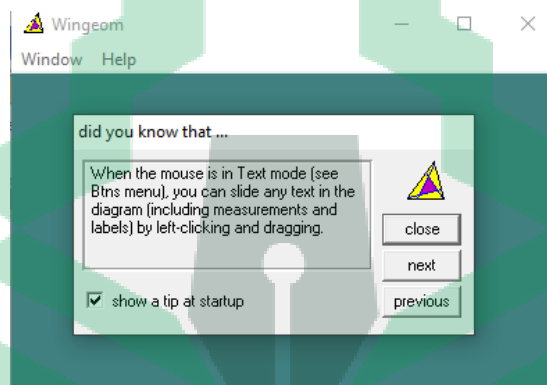 Wingeom
Window Help
did you know that ...
When the mouse is in Text mode (see
Btns menu), you can slide any text in the
diagram (including measurements and
labels) by left-clicking and dragging.
close
next
show a tip at startup
previous